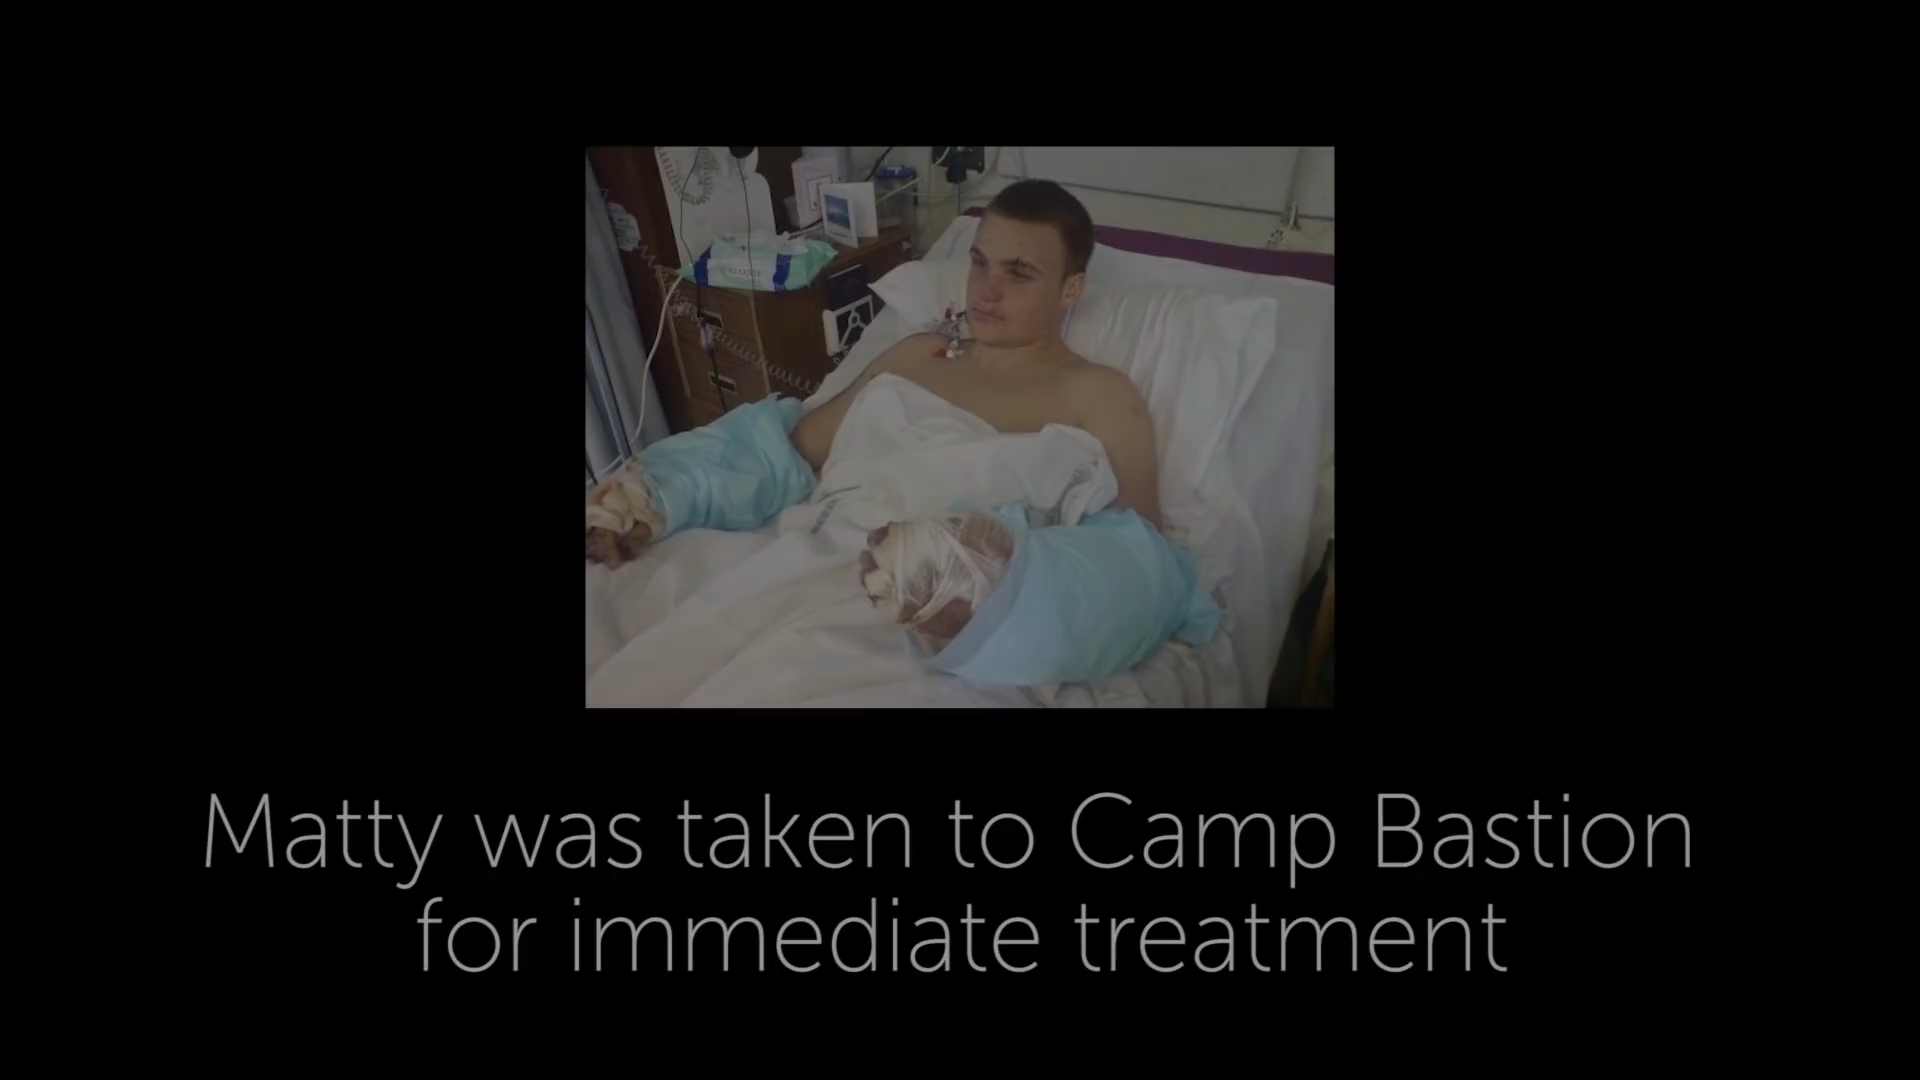 Matty was taken to Camp Bastion
for immediate treatment